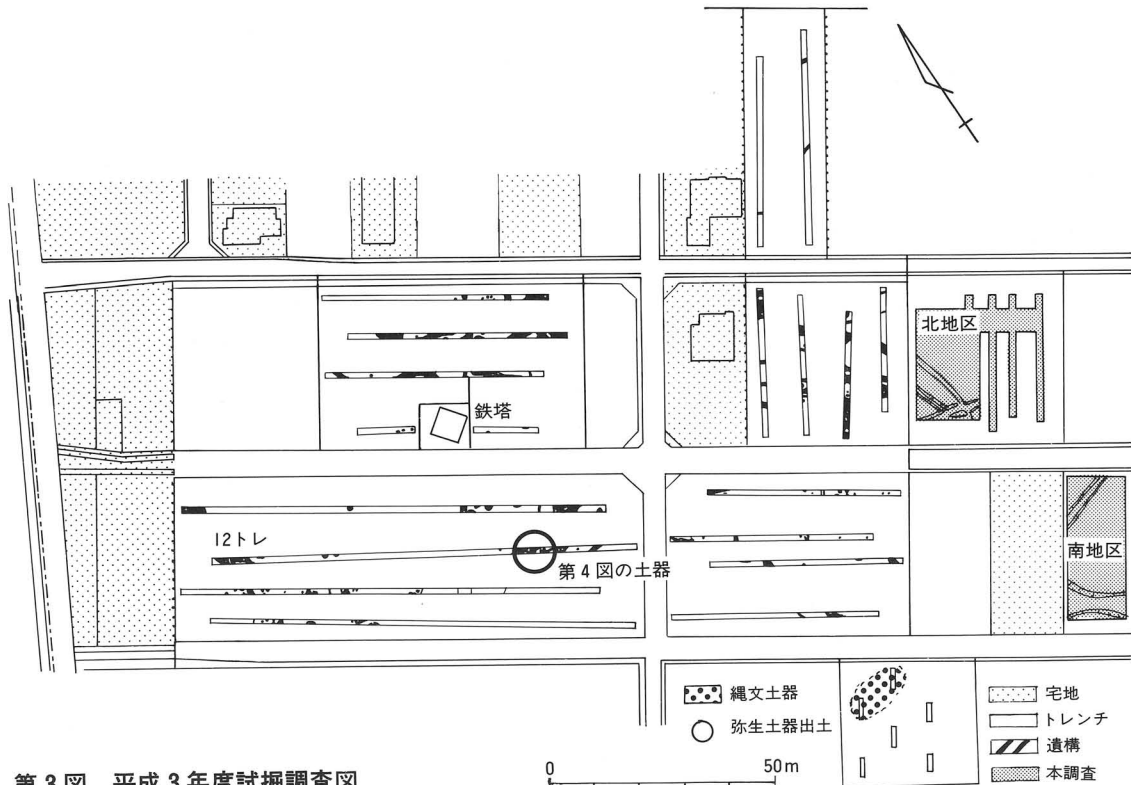 北地区
鉄塔
12トレ
第4図の土器
南地区
縄文土器
弥生土器出土
宅地
トレンチ
遺構
本調査
0 50m
第3図 平成3年度試掘調査図